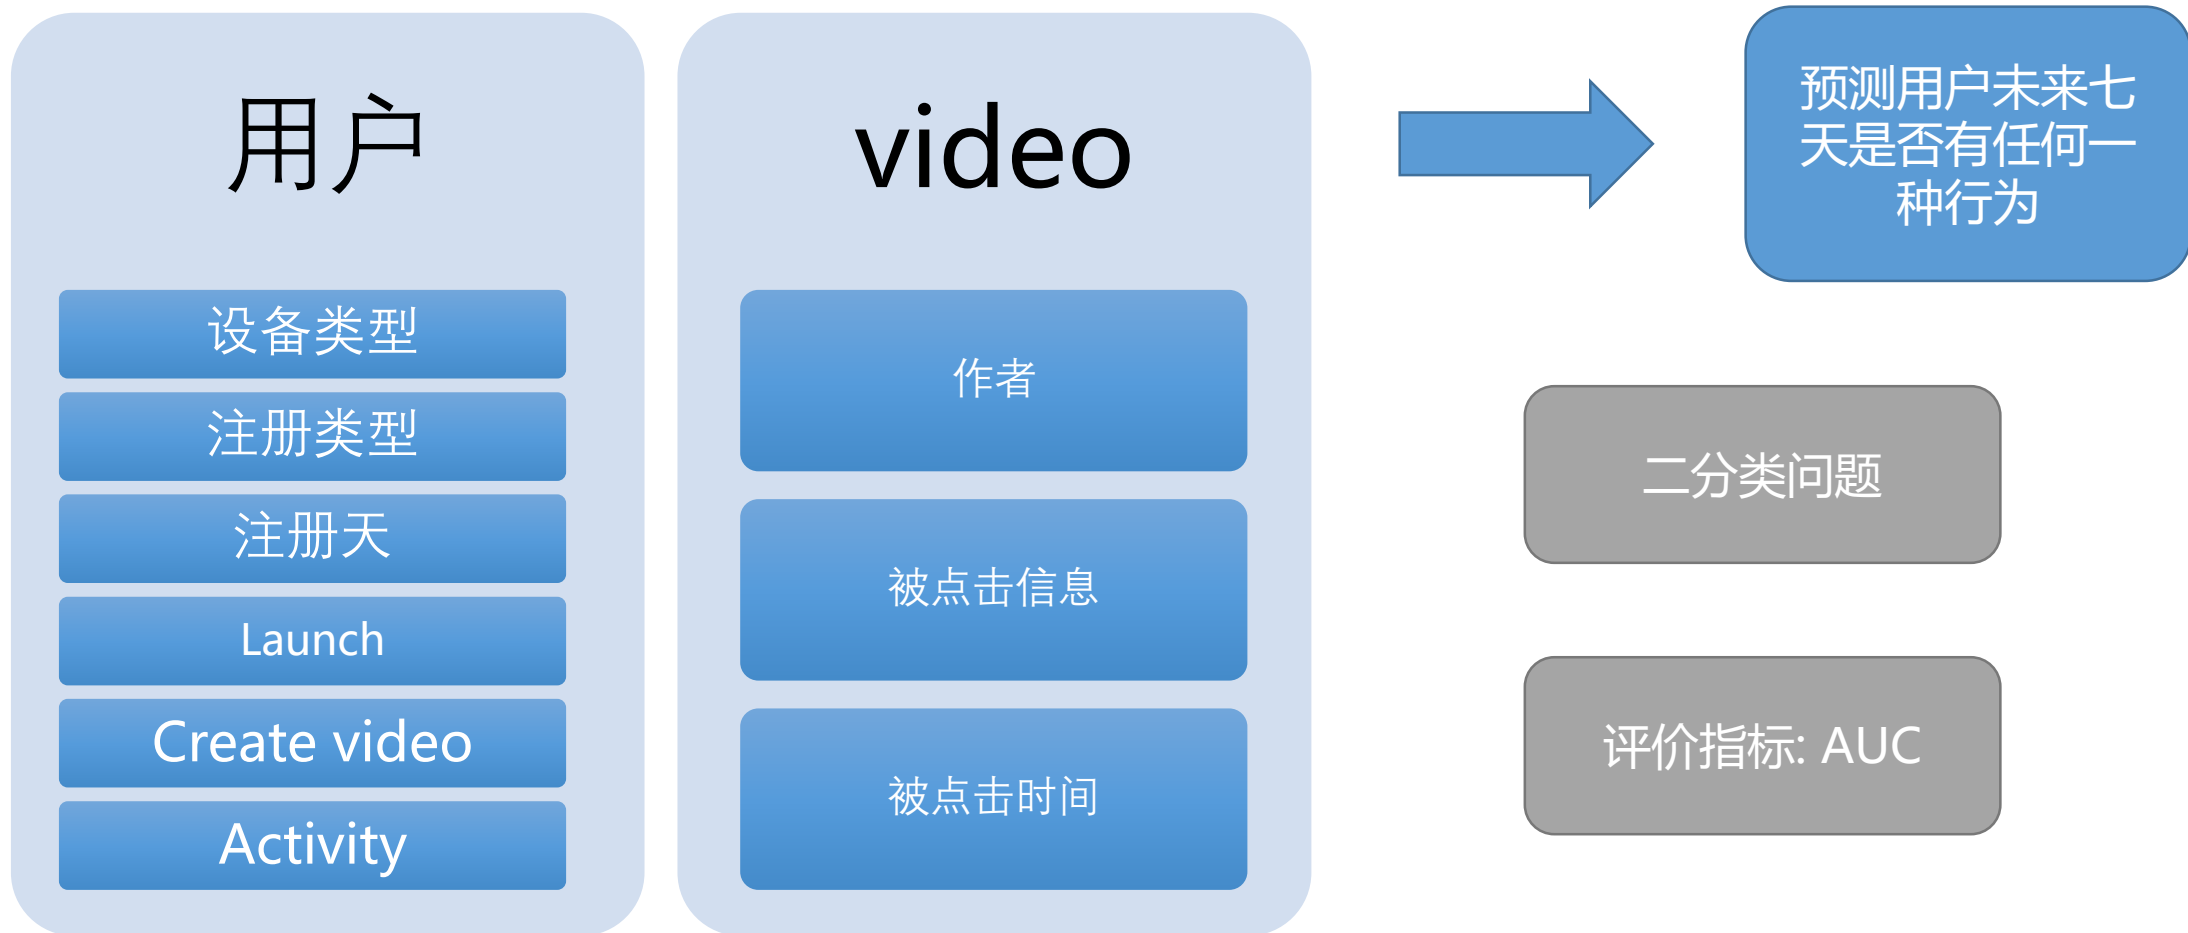 用户
设备类型
注册类型
注册天
Launch
Create video
Activity
video
作者
被点击信息
被点击时间
预测用户未来七
天是否有任何一
种行为
二分类问题
评价指标: AUC